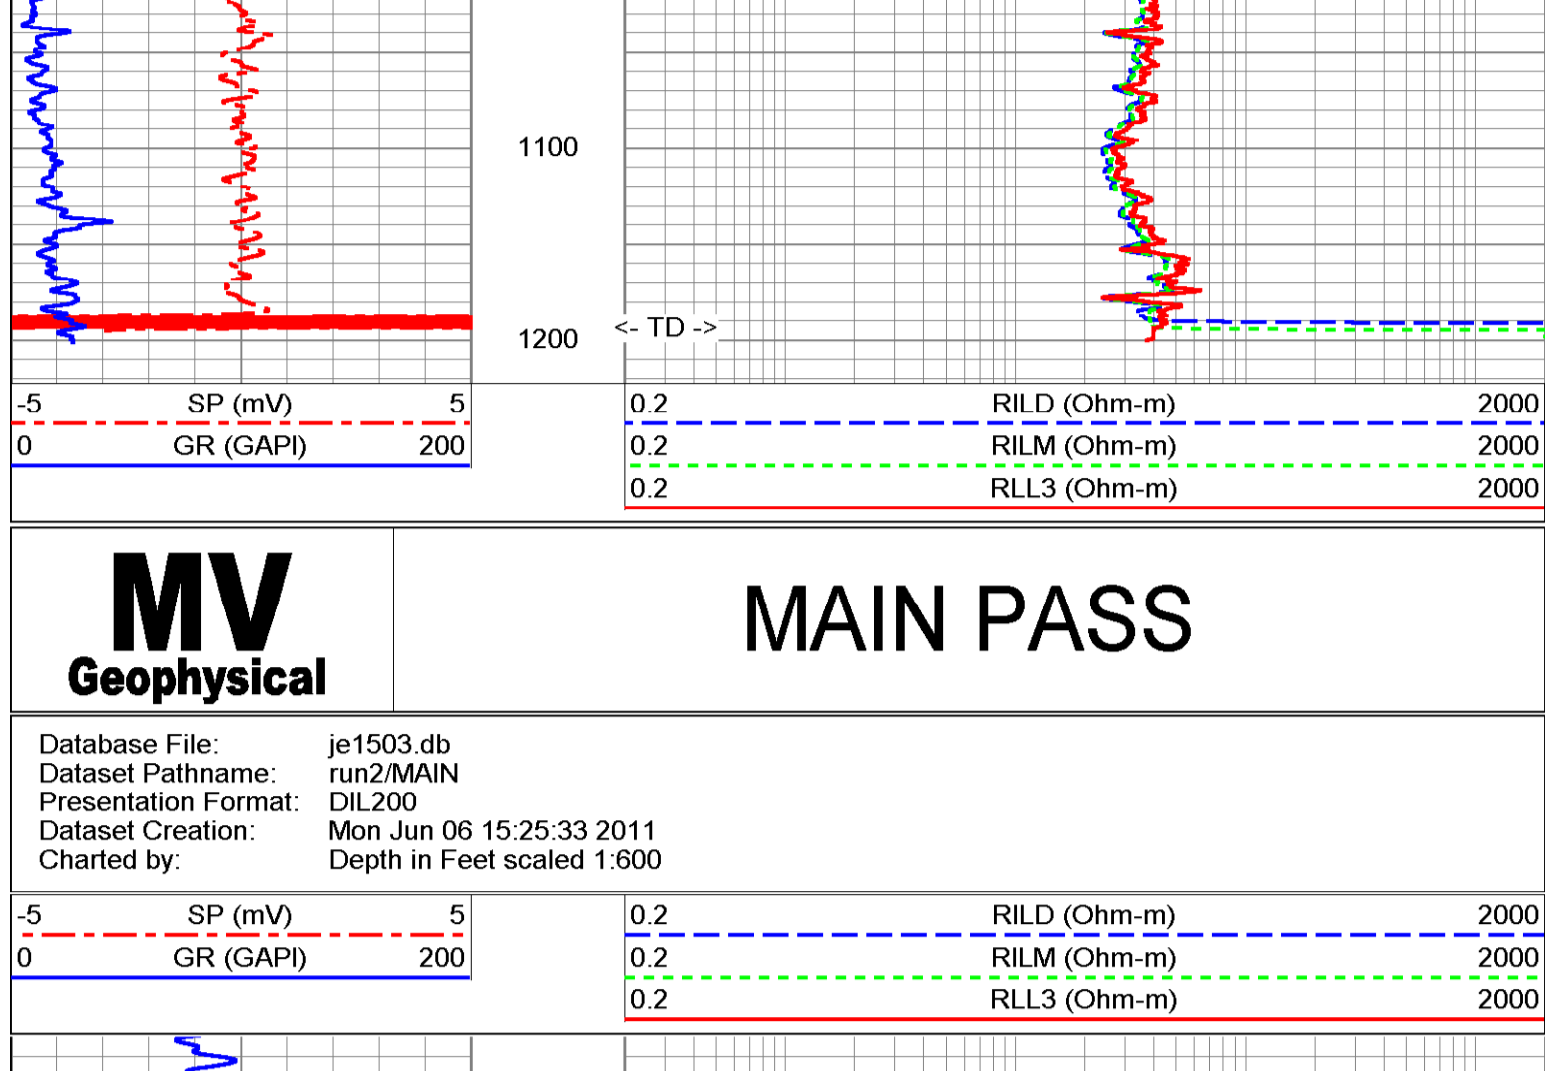 1100
<- TD ->
1200
-5 SP (mV) 5
0 GR (GAPI) 200
0.2 RILD (Ohm-m) 2000
0.2 RILM (Ohm-m) 2000
0.2 RLL3 (Ohm-m) 2000
MV
Geophysical
MAIN PASS
Database File: je1503.db
Dataset Pathname: run2/MAIN
Presentation Format: DIL200
Dataset Creation: Mon Jun 06 15:25:33 2011
Charted by: Depth in Feet scaled 1:600
-5 SP (mV) 5
0 GR (GAPI) 200
0.2 RILD (Ohm-m) 2000
0.2 RILM (Ohm-m) 2000
0.2 RLL3 (Ohm-m) 2000